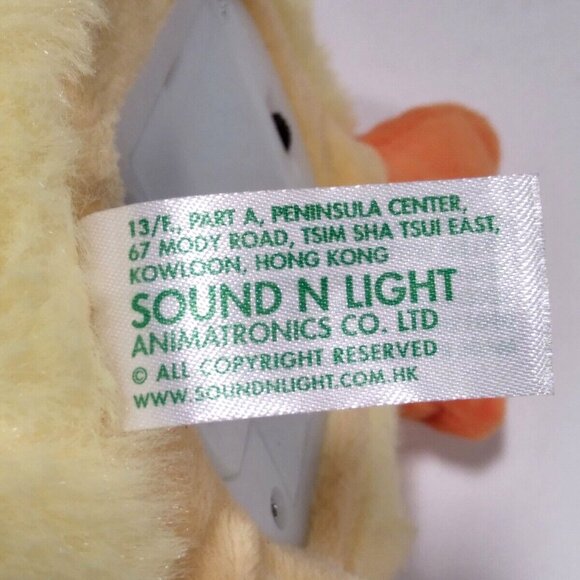 13/F., PART A, PENINSULA CENTER,
67 MODY ROAD, TSIM SHA TSUI EAST,
KOWLOON, HONG KONG
SOUND N LIGHT
ANIMATRONICS CO. LTD
© ALL COPYRIGHT RESERVED
WWW.SOUNDNLIGHT.COM.HK